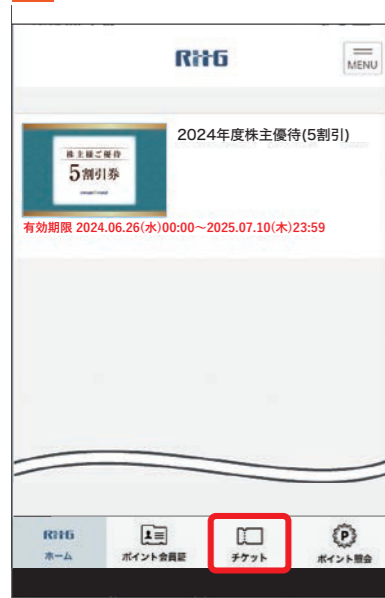 RHG
MENU
2024年度株主優待(5割引)
株主様ご優待
5割引券
有効期限 2024.06.26(水)00:00～2025.07.10(木)23:59
RHG
ホーム
ポイント会員証
チケット
P
ポイント照会